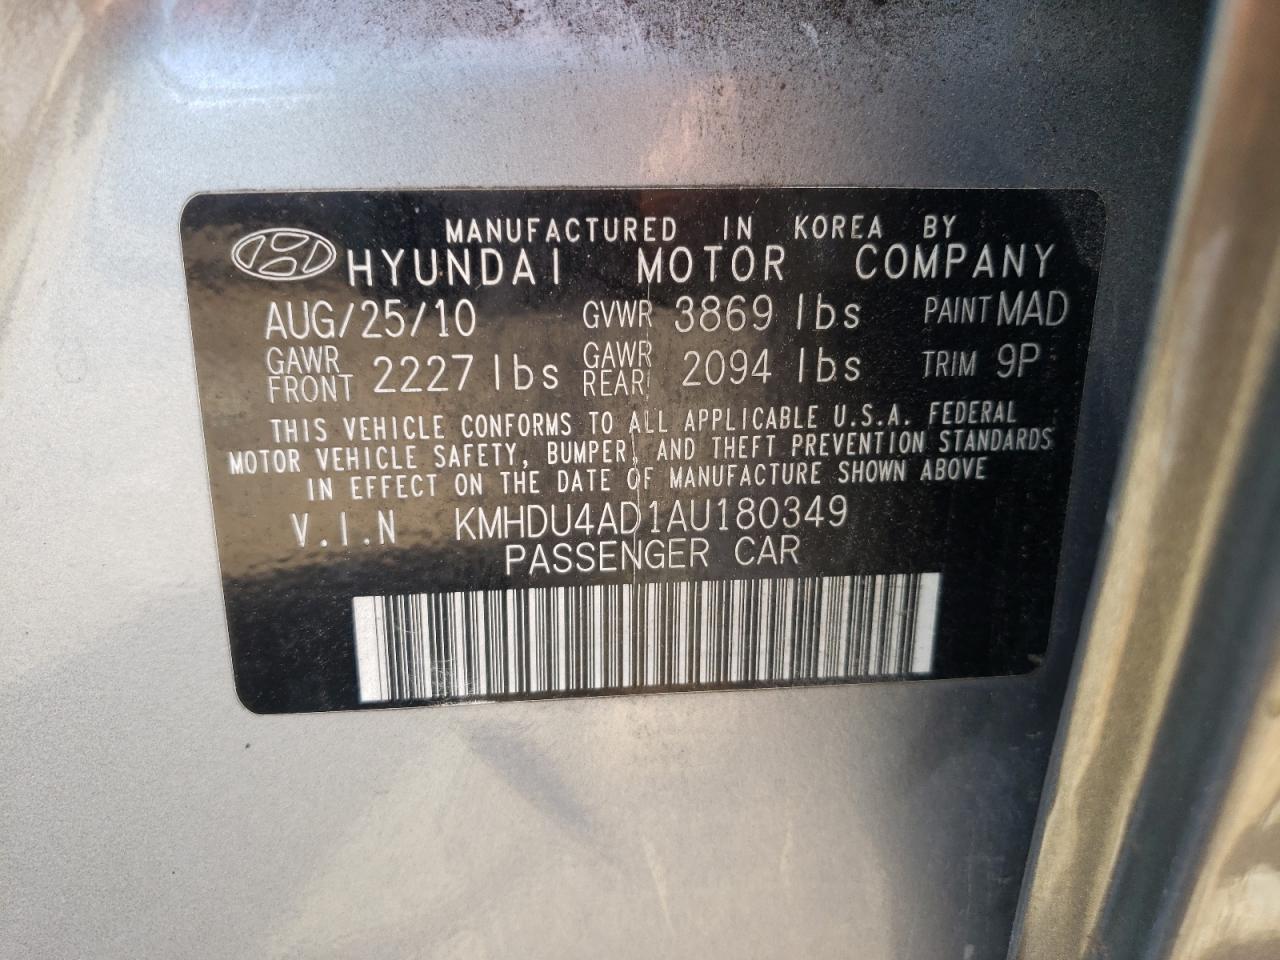 MANUFACTURED IN KOREA BY
HYUNDAI MOTOR COMPANY
AUG/25/10 GVWR 3869 lbs PAINT MAD
GAWR FRONT 2227 lbs GAWR REAR 2094 lbs TRIM 9P
THIS VEHICLE CONFORMS TO ALL APPLICABLE U.S.A. FEDERAL
MOTOR VEHICLE SAFETY, BUMPER, AND THEFT PREVENTION STANDARDS
IN EFFECT ON THE DATE OF MANUFACTURE SHOWN ABOVE
V.I.N KMHDU4AD1AU180349
PASSENGER CAR